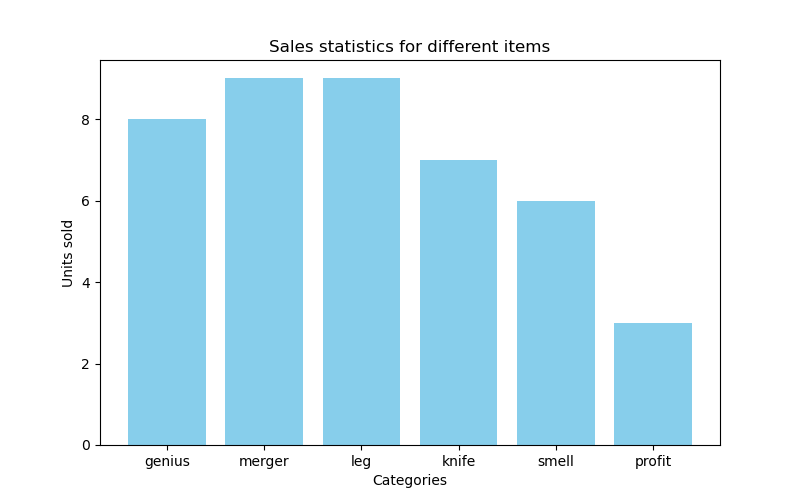 Sales statistics for different items
Units sold
8
6
4
2
0
genius merger leg knife smell profit
Categories